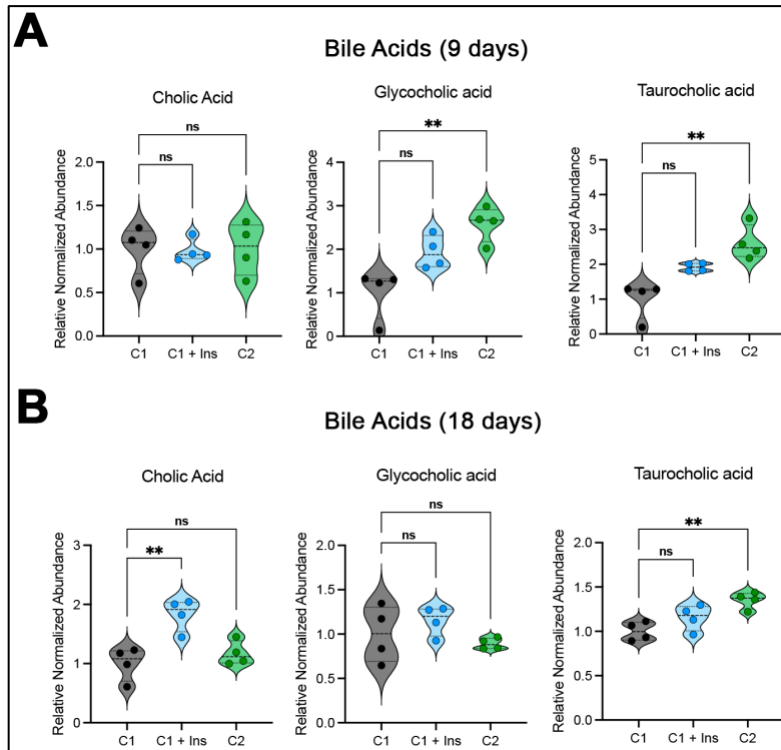 A
Bile Acids (9 days)
Cholic Acid
Glycocholic acid
Taurocholic acid
ns
ns
**
ns
**
ns
Relative Normalized Abundance
2.0
1.5
1.0
0.5
0.0
C1
C1 + Ins
C2
Relative Normalized Abundance
4
3
2
1
0
C1
C1 + Ins
C2
Relative Normalized Abundance
5
4
3
2
1
0
C1
C1 + Ins
C2
B
Bile Acids (18 days)
Cholic Acid
Glycocholic acid
Taurocholic acid
ns
**
ns
ns
**
ns
Relative Normalized Abundance
3
2
1
0
C1
C1 + Ins
C2
Relative Normalized Abundance
2.0
1.5
1.0
0.5
0.0
C1
C1 + Ins
C2
Relative Normalized Abundance
2.0
1.5
1.0
0.5
0.0
C1
C1 + Ins
C2